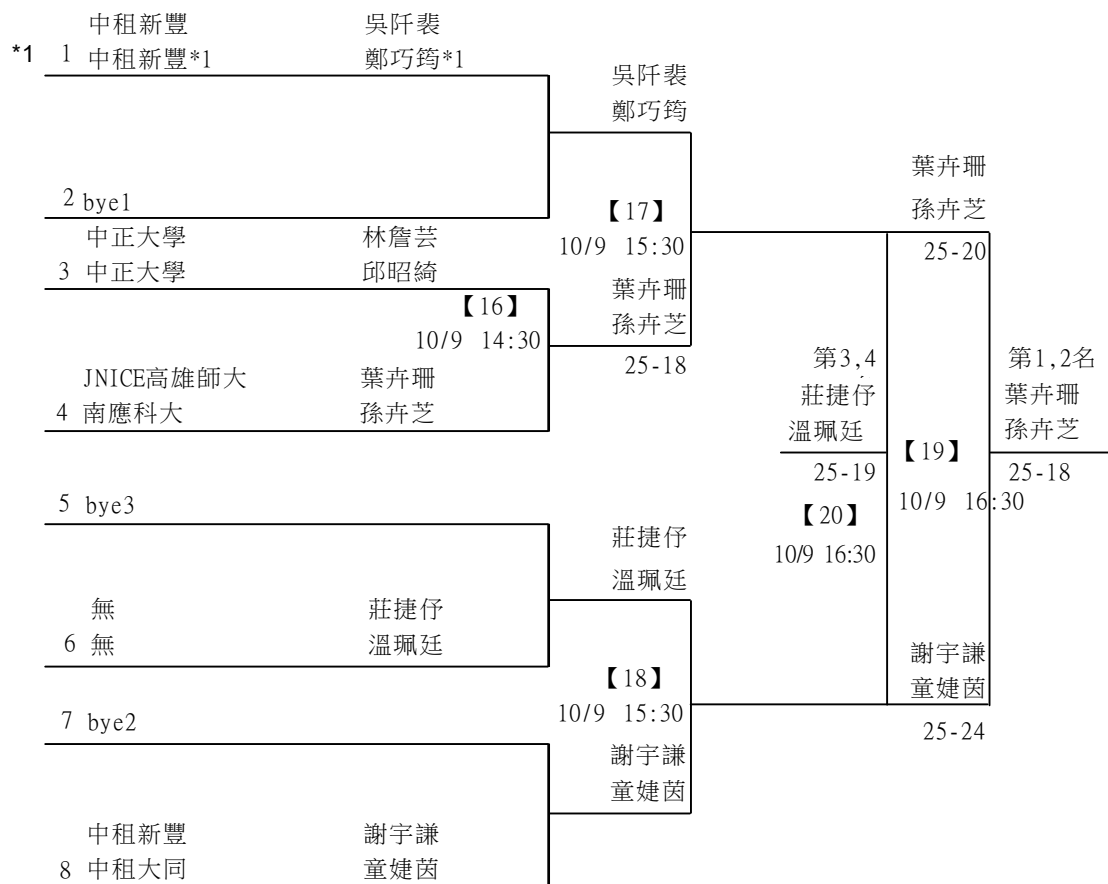 中租新豐 吳阡裴
*1 1 中租新豐*1 鄭巧筠*1
吳阡裴
鄭巧筠
葉卉珊
孫卉芝
25-20
2 bye1
【17】
10/9 15:30
中正大學 林詹芸
3 中正大學 邱昭綺
【16】
10/9 14:30
葉卉珊
孫卉芝
25-18
JNICE高雄師大 葉卉珊
4 南應科大 孫卉芝
第3,4
莊捷伃
溫珮廷
25-19
【20】
10/9 16:30
第1,2名
葉卉珊
孫卉芝
25-18
【19】
10/9 16:30
5 bye3
莊捷伃
溫珮廷
無 莊捷伃
6 無 溫珮廷
【18】
10/9 15:30
謝宇謙
童婕茵
25-24
7 bye2
謝宇謙
童婕茵
中租新豐 謝宇謙
8 中租大同 童婕茵